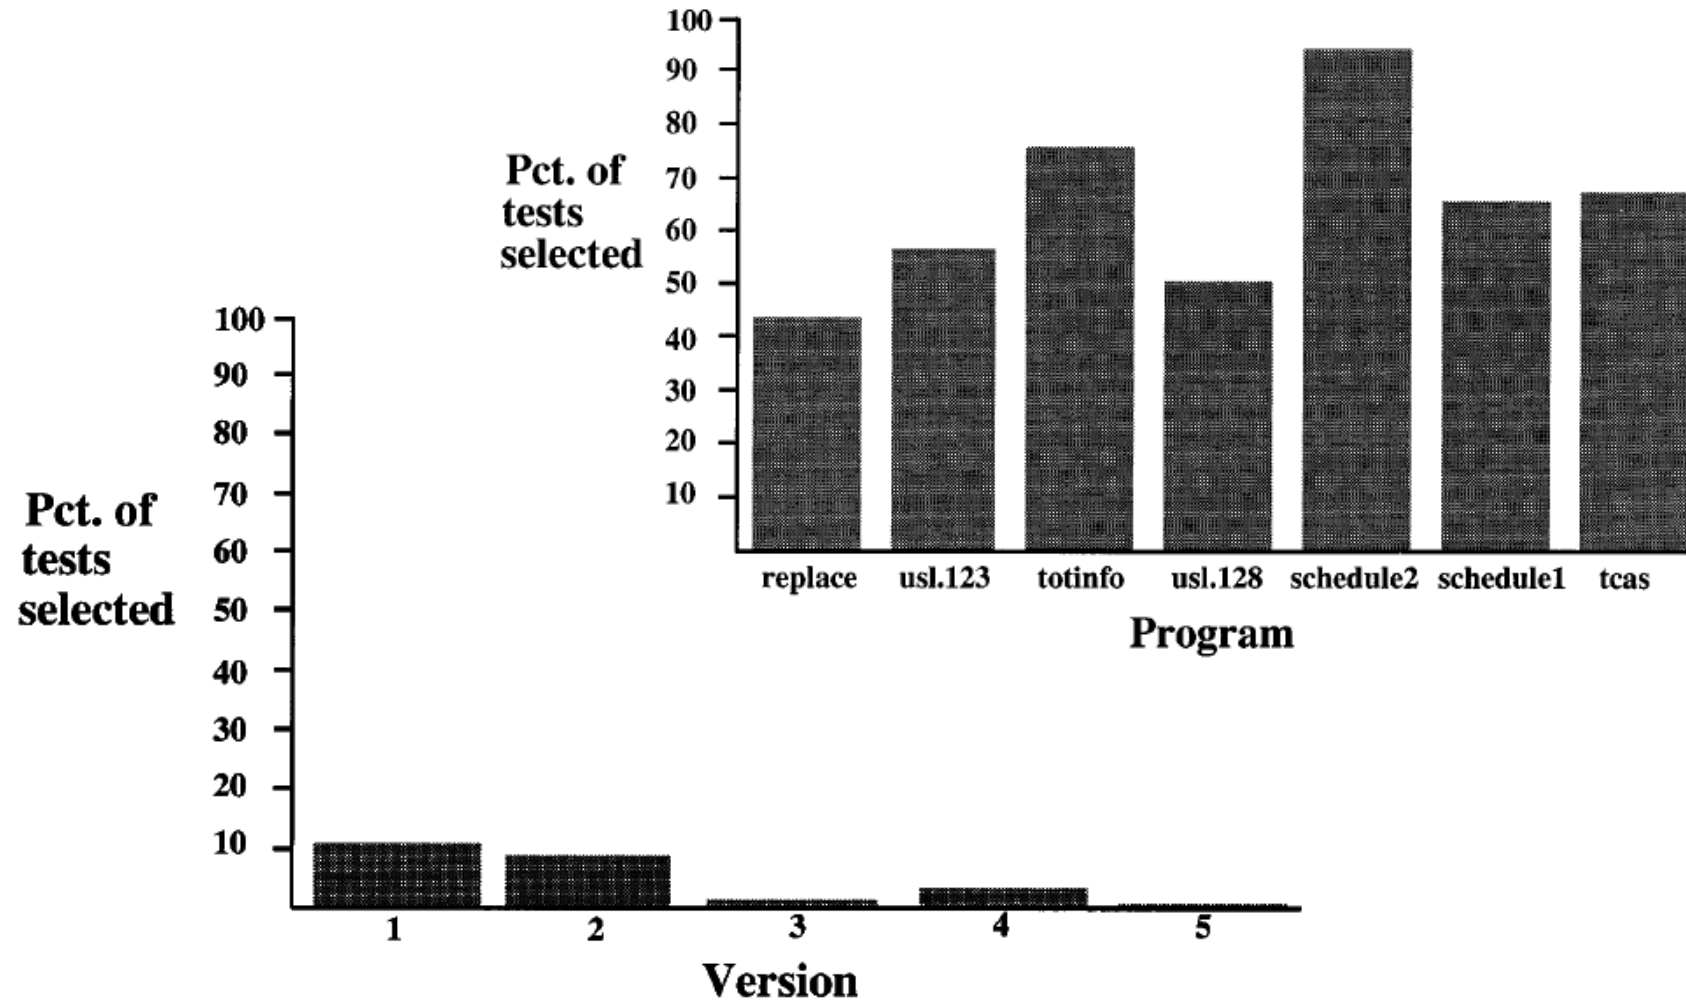 100
90
80
70
60
50
40
30
20
10
Pct. of
tests
selected
replace usl.123 totinfo usl.128 schedule2 schedule1 tcas
Program
100
90
80
70
60
50
40
30
20
10
Pct. of
tests
selected
1 2 3 4 5
Version